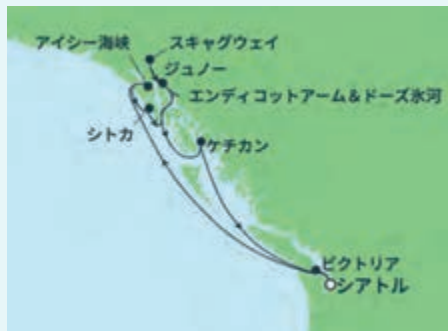 スキャグウェイ
アイシー海峡
ジュノー
エンディコットアーム＆ドーズ氷河
シトカ
ケチカン
ビクトリア
シアトル